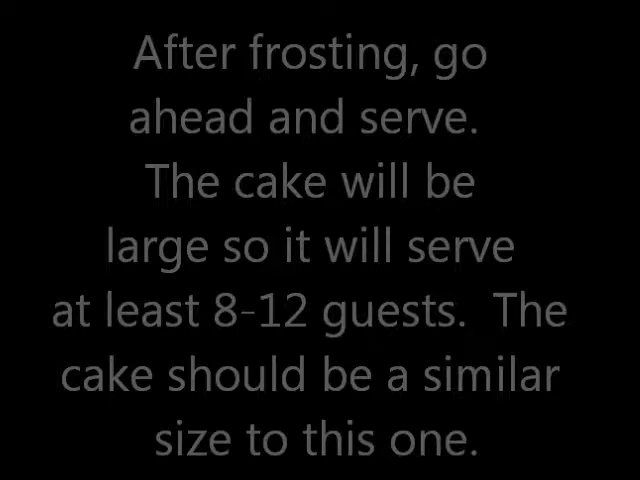 After frosting, go
ahead and serve.
The cake will be
large so it will serve
at least 8-12 guests.  The
cake should be a similar
size to this one.